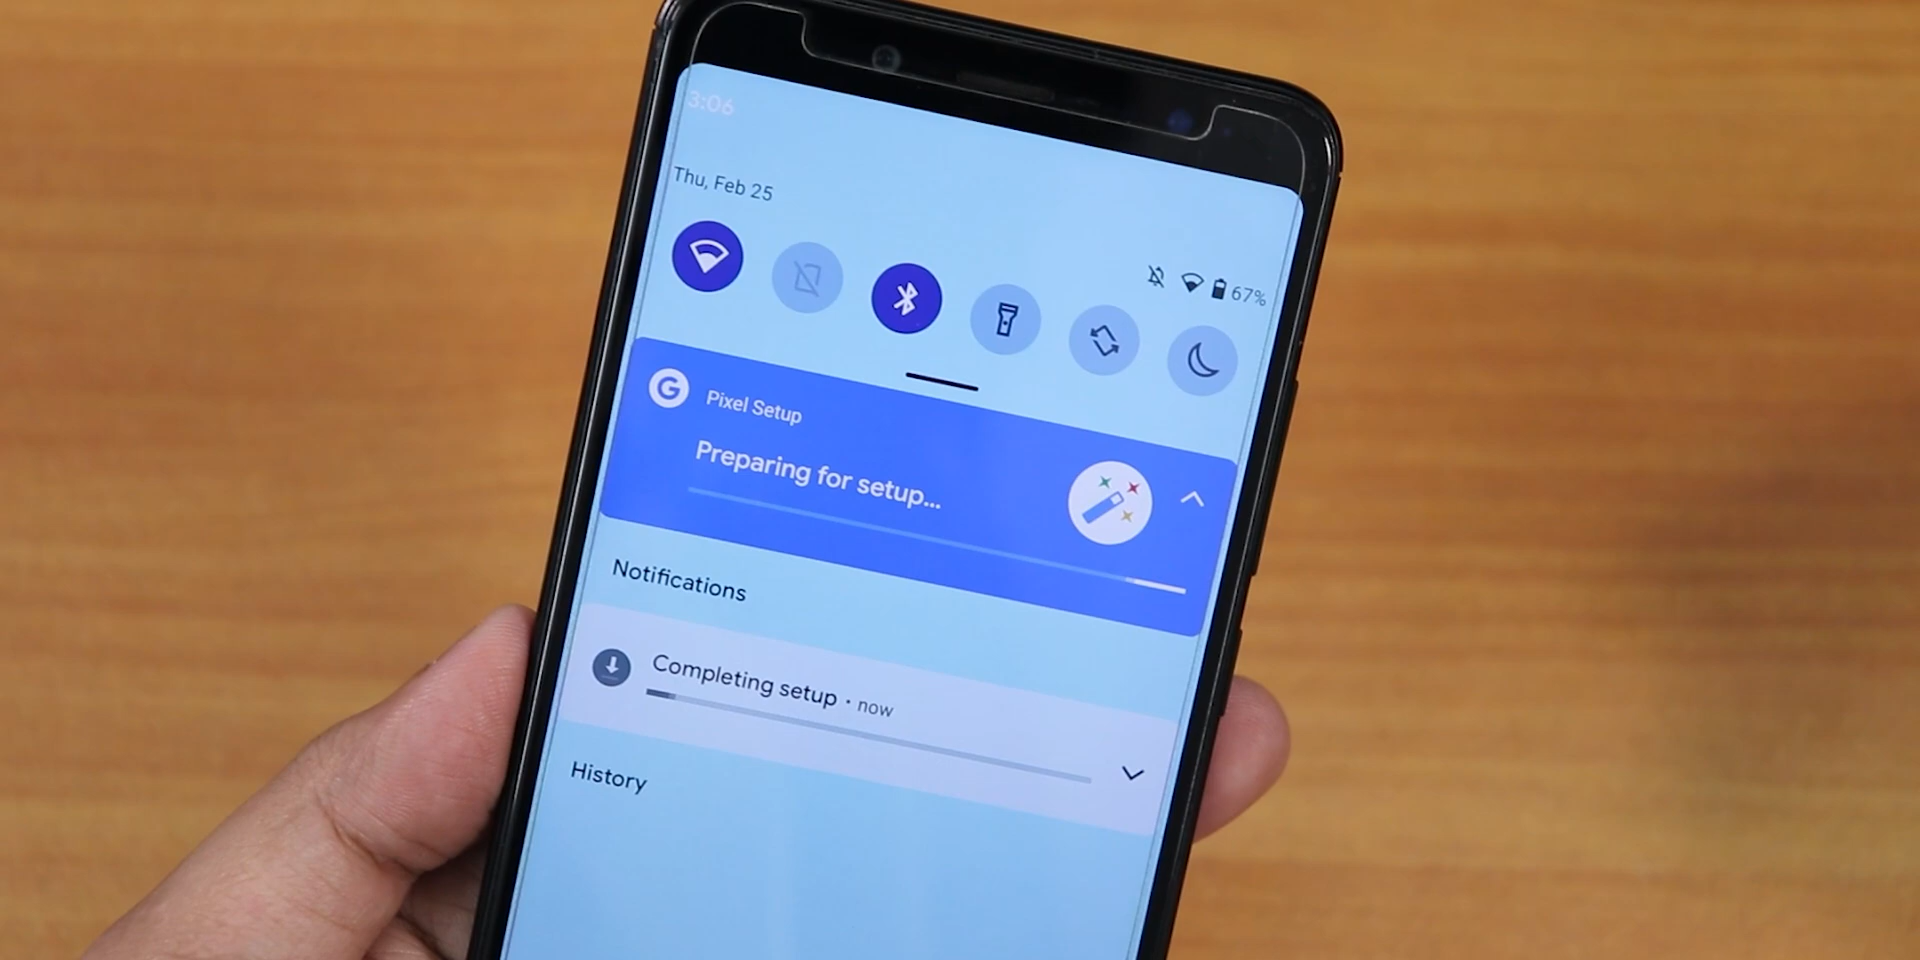 3:06
Thu, Feb 25
67%
G Pixel Setup
Preparing for setup...
Notifications
Completing setup · now
History